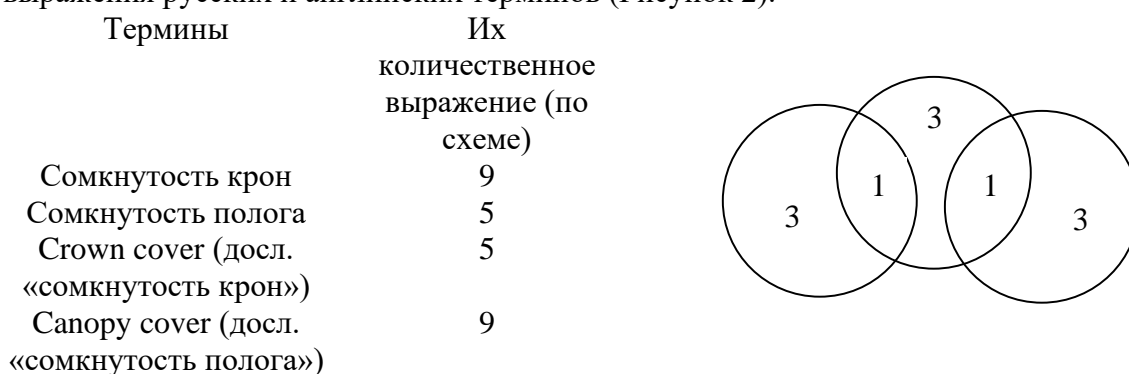 выражения русских и английских терминов (Рисунок 2).
Термины
Их
количественное
выражение (по
схеме)
Сомкнутость крон 9
Сомкнутость полога 5
Crown cover (досл. 5
«сомкнутость крон»)
Canopy cover (досл. 9
«сомкнутость полога»)
3
3
1
1
3